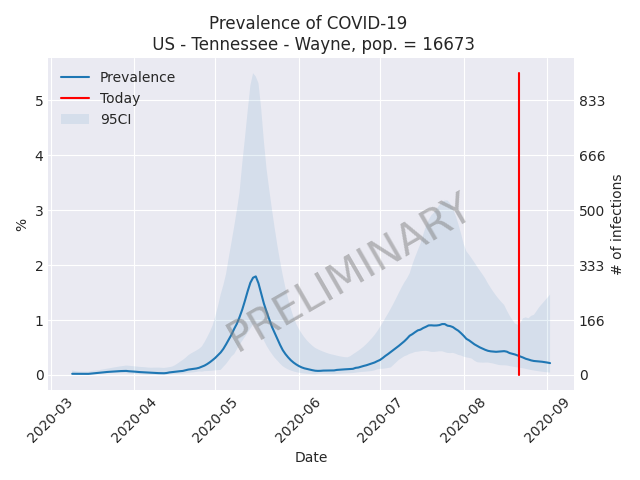 Prevalence of COVID-19
US - Tennessee - Wayne, pop. = 16673
Prevalence
Today
95CI
PRELIMINARY
%
5
4
3
2
1
0
833
666
500
333
166
0
# of infections
2020-03
2020-04
2020-05
2020-06
2020-07
2020-08
2020-09
Date